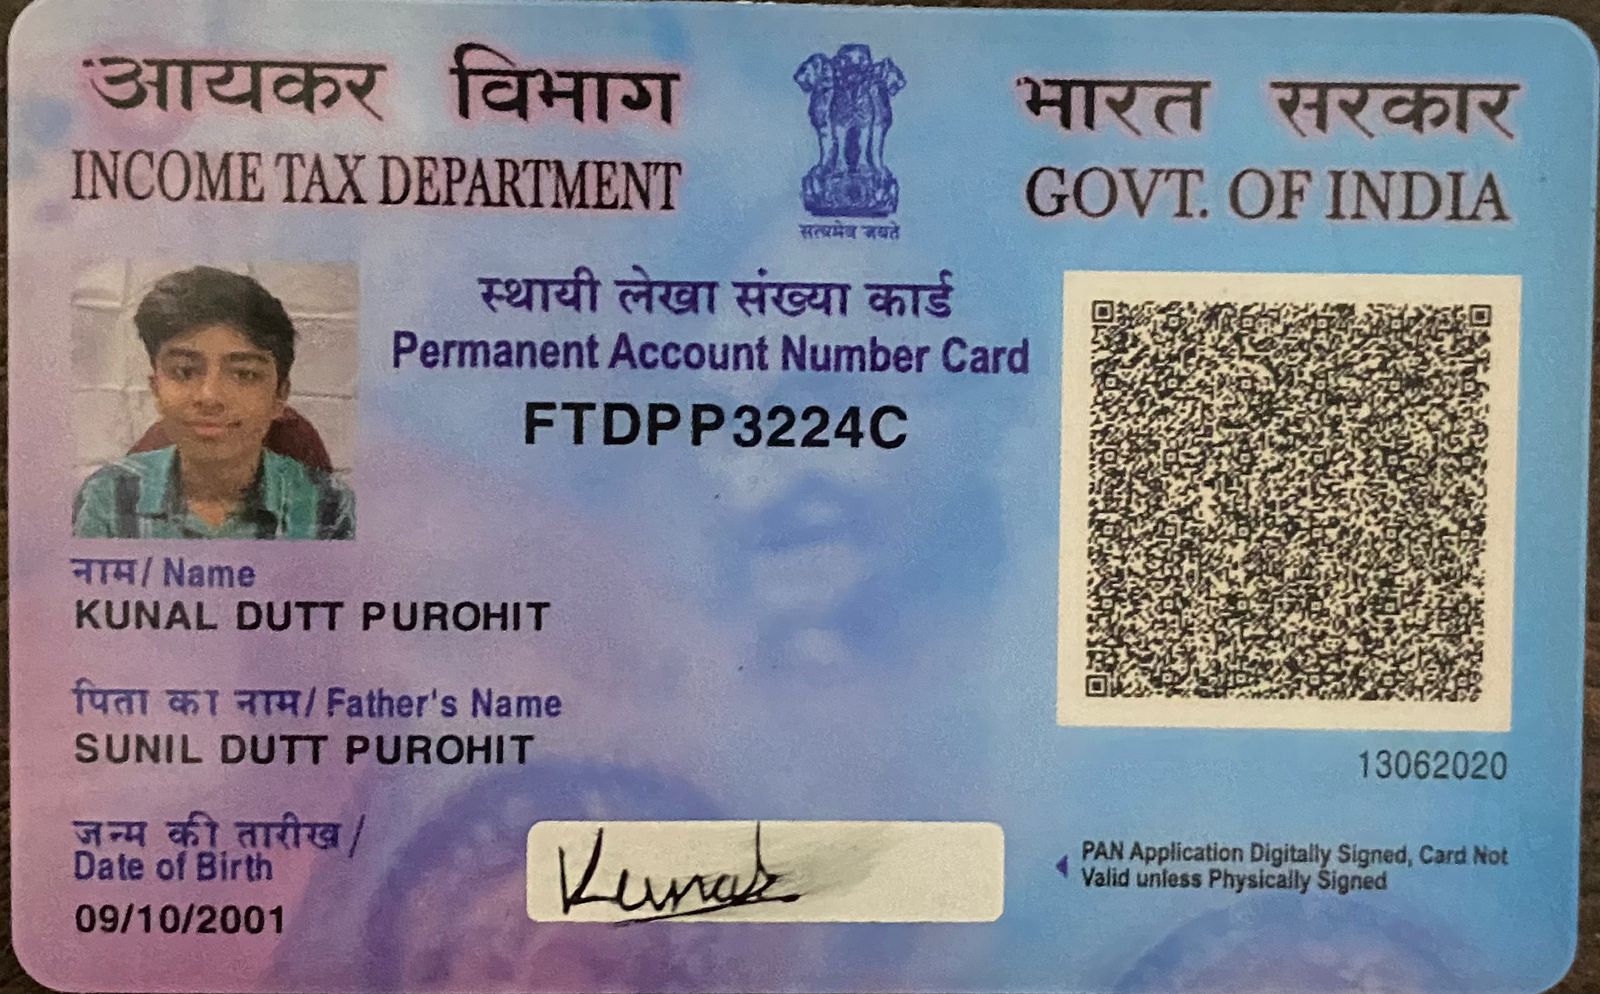 आयकर विभाग
INCOME TAX DEPARTMENT
सत्यमेव जयते
भारत सरकार
GOVT. OF INDIA
स्थायी लेखा संख्या कार्ड
Permanent Account Number Card
FTDPP3224C
नाम/ Name
KUNAL DUTT PUROHIT
पिता का नाम/ Father's Name
SUNIL DUTT PUROHIT
13062020
जन्म की तारीख/
Date of Birth
09/10/2001
Kunal
PAN Application Digitally Signed, Card Not
Valid unless Physically Signed